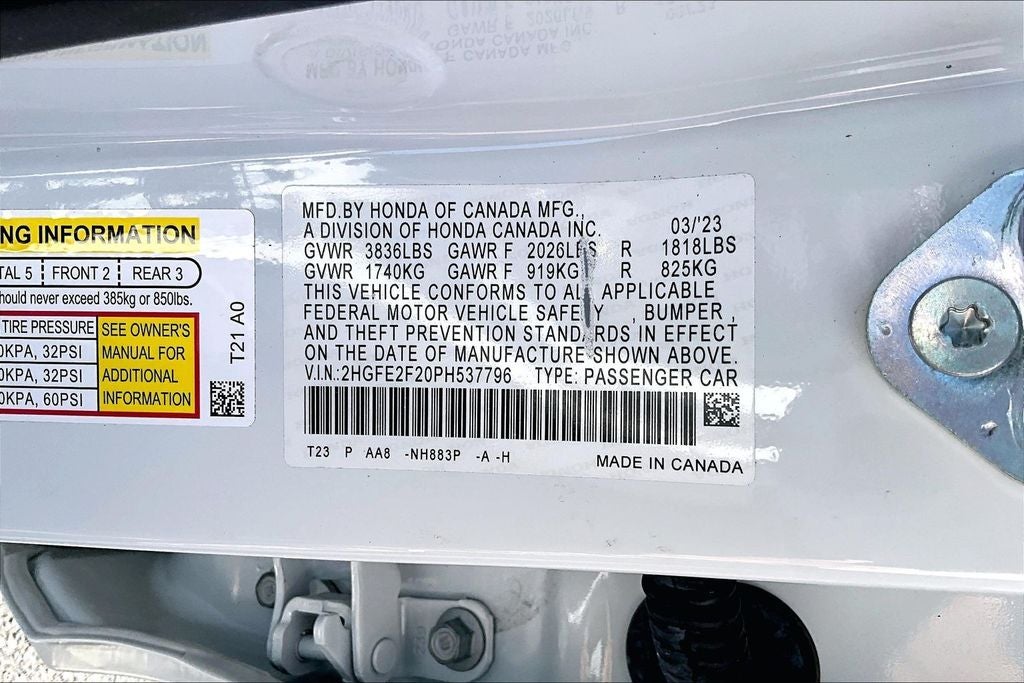 NG INFORMATION
TAL 5 FRONT 2 REAR 3
hould never exceed 385kg or 850lbs.
TIRE PRESSURE
0KPA, 32PSI
0KPA, 32PSI
0KPA, 60PSI
SEE OWNER'S
MANUAL FOR
ADDITIONAL
INFORMATION
T21 A0
MFD.BY HONDA OF CANADA MFG.,
A DIVISION OF HONDA CANADA INC. 03/'23
GVWR 3836LBS GAWR F 2026LBS R 1818LBS
GVWR 1740KG GAWR F 919KG R 825KG
THIS VEHICLE CONFORMS TO ALL APPLICABLE
FEDERAL MOTOR VEHICLE SAFETY , BUMPER ,
AND THEFT PREVENTION STANDARDS IN EFFECT
ON THE DATE OF MANUFACTURE SHOWN ABOVE.
V.I.N.:2HGFE2F20PH537796 TYPE: PASSENGER CAR
T23 P AA8 -NH883P -A -H
MADE IN CANADA